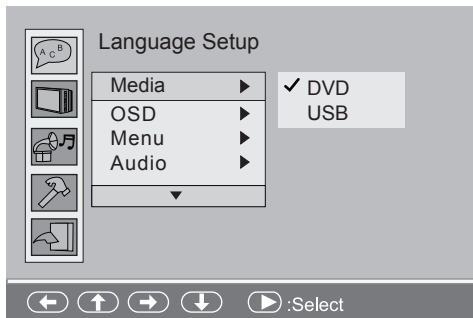 A C B
Language Setup
Media
OSD
Menu
Audio
DVD
USB
:Select